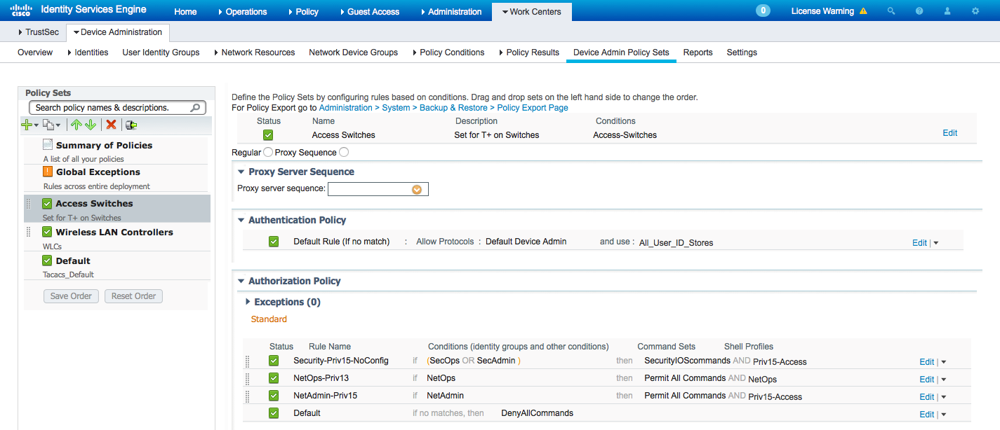 cisco Identity Services Engine Home Operations Policy Guest Access Administration Work Centers 0 License Warning
TrustSec Device Administration
Overview Identities User Identity Groups Network Resources Network Device Groups Policy Conditions Policy Results Device Admin Policy Sets Reports Settings
Policy Sets
Search policy names & descriptions.
Summary of Policies
A list of all your policies
Global Exceptions
Rules across entire deployment
Access Switches
Set for T+ on Switches
Wireless LAN Controllers
WLCs
Default
Tacacs_Default
Save Order Reset Order
Define the Policy Sets by configuring rules based on conditions. Drag and drop sets on the left hand side to change the order.
For Policy Export go to Administration > System > Backup & Restore > Policy Export Page
Status Name Description Conditions
Access Switches Set for T+ on Switches Access-Switches Edit
Regular Proxy Sequence
Proxy Server Sequence
Proxy server sequence:
Authentication Policy
Default Rule (If no match) : Allow Protocols : Default Device Admin and use : All_User_ID_Stores Edit |
Authorization Policy
Exceptions (0)
Standard
Status Rule Name Conditions (identity groups and other conditions) Command Sets Shell Profiles
Security-Priv15-NoConfig if (SecOps OR SecAdmin ) then SecurityIOScommands AND Priv15-Access Edit |
NetOps-Priv13 if NetOps then Permit All Commands AND NetOps Edit |
NetAdmin-Priv15 if NetAdmin then Permit All Commands AND Priv15-Access Edit |
Default if no matches, then DenyAllCommands Edit |